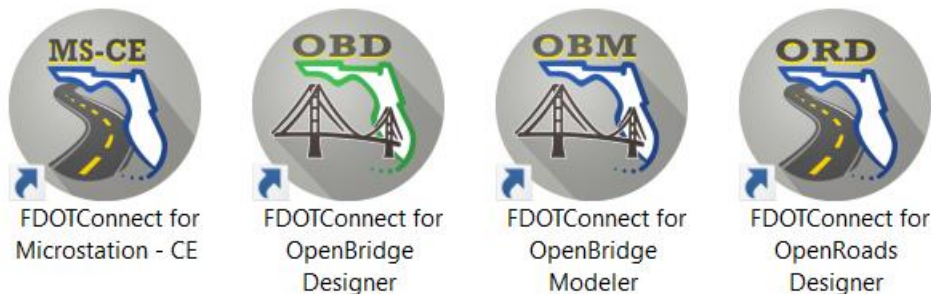 MS-CE
FDOTConnect for
Microstation - CE
OBD
FDOTConnect for
OpenBridge
Designer
OBM
FDOTConnect for
OpenBridge
Modeler
ORD
FDOTConnect for
OpenRoads
Designer